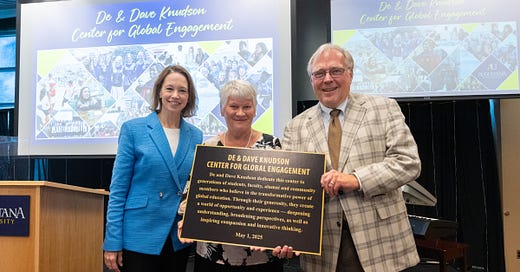 De & Dave Knudson
Center for Global Engagement
De & Dave Knudson
Center for Global Engagement
AUGUSTANA
DE & DAVE KNUDSON
CENTER FOR GLOBAL ENGAGEMENT
De and Dave Knudson dedicate this center to
generations of students, faculty, alumni and community
members who believe in the transformative power of
global education. Through their generosity, they create
a world of opportunity and experience — deepening
understanding, broadening perspectives, as well as
inspiring compassion and innovative thinking.
May 1, 2025
TANA
ERSITY